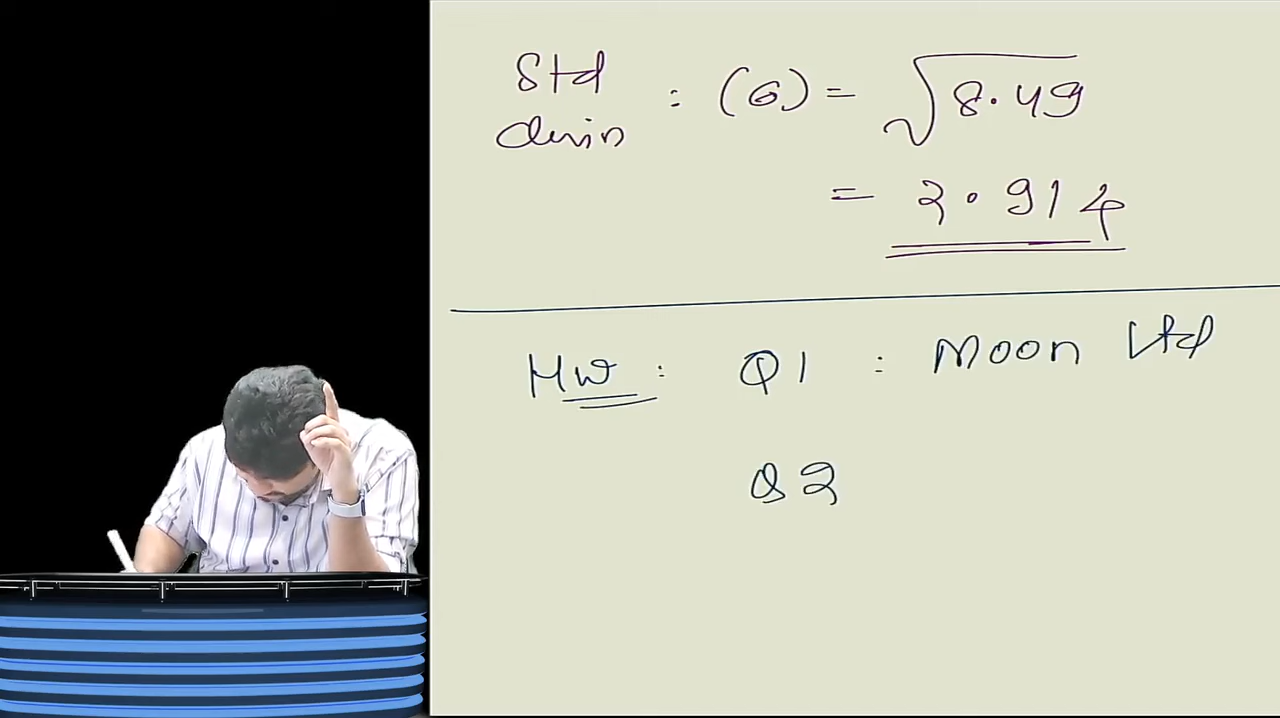 Std : (σ) = √8.49
devin
= 2.914
HW : Q1 : Moon Ltd
Q2